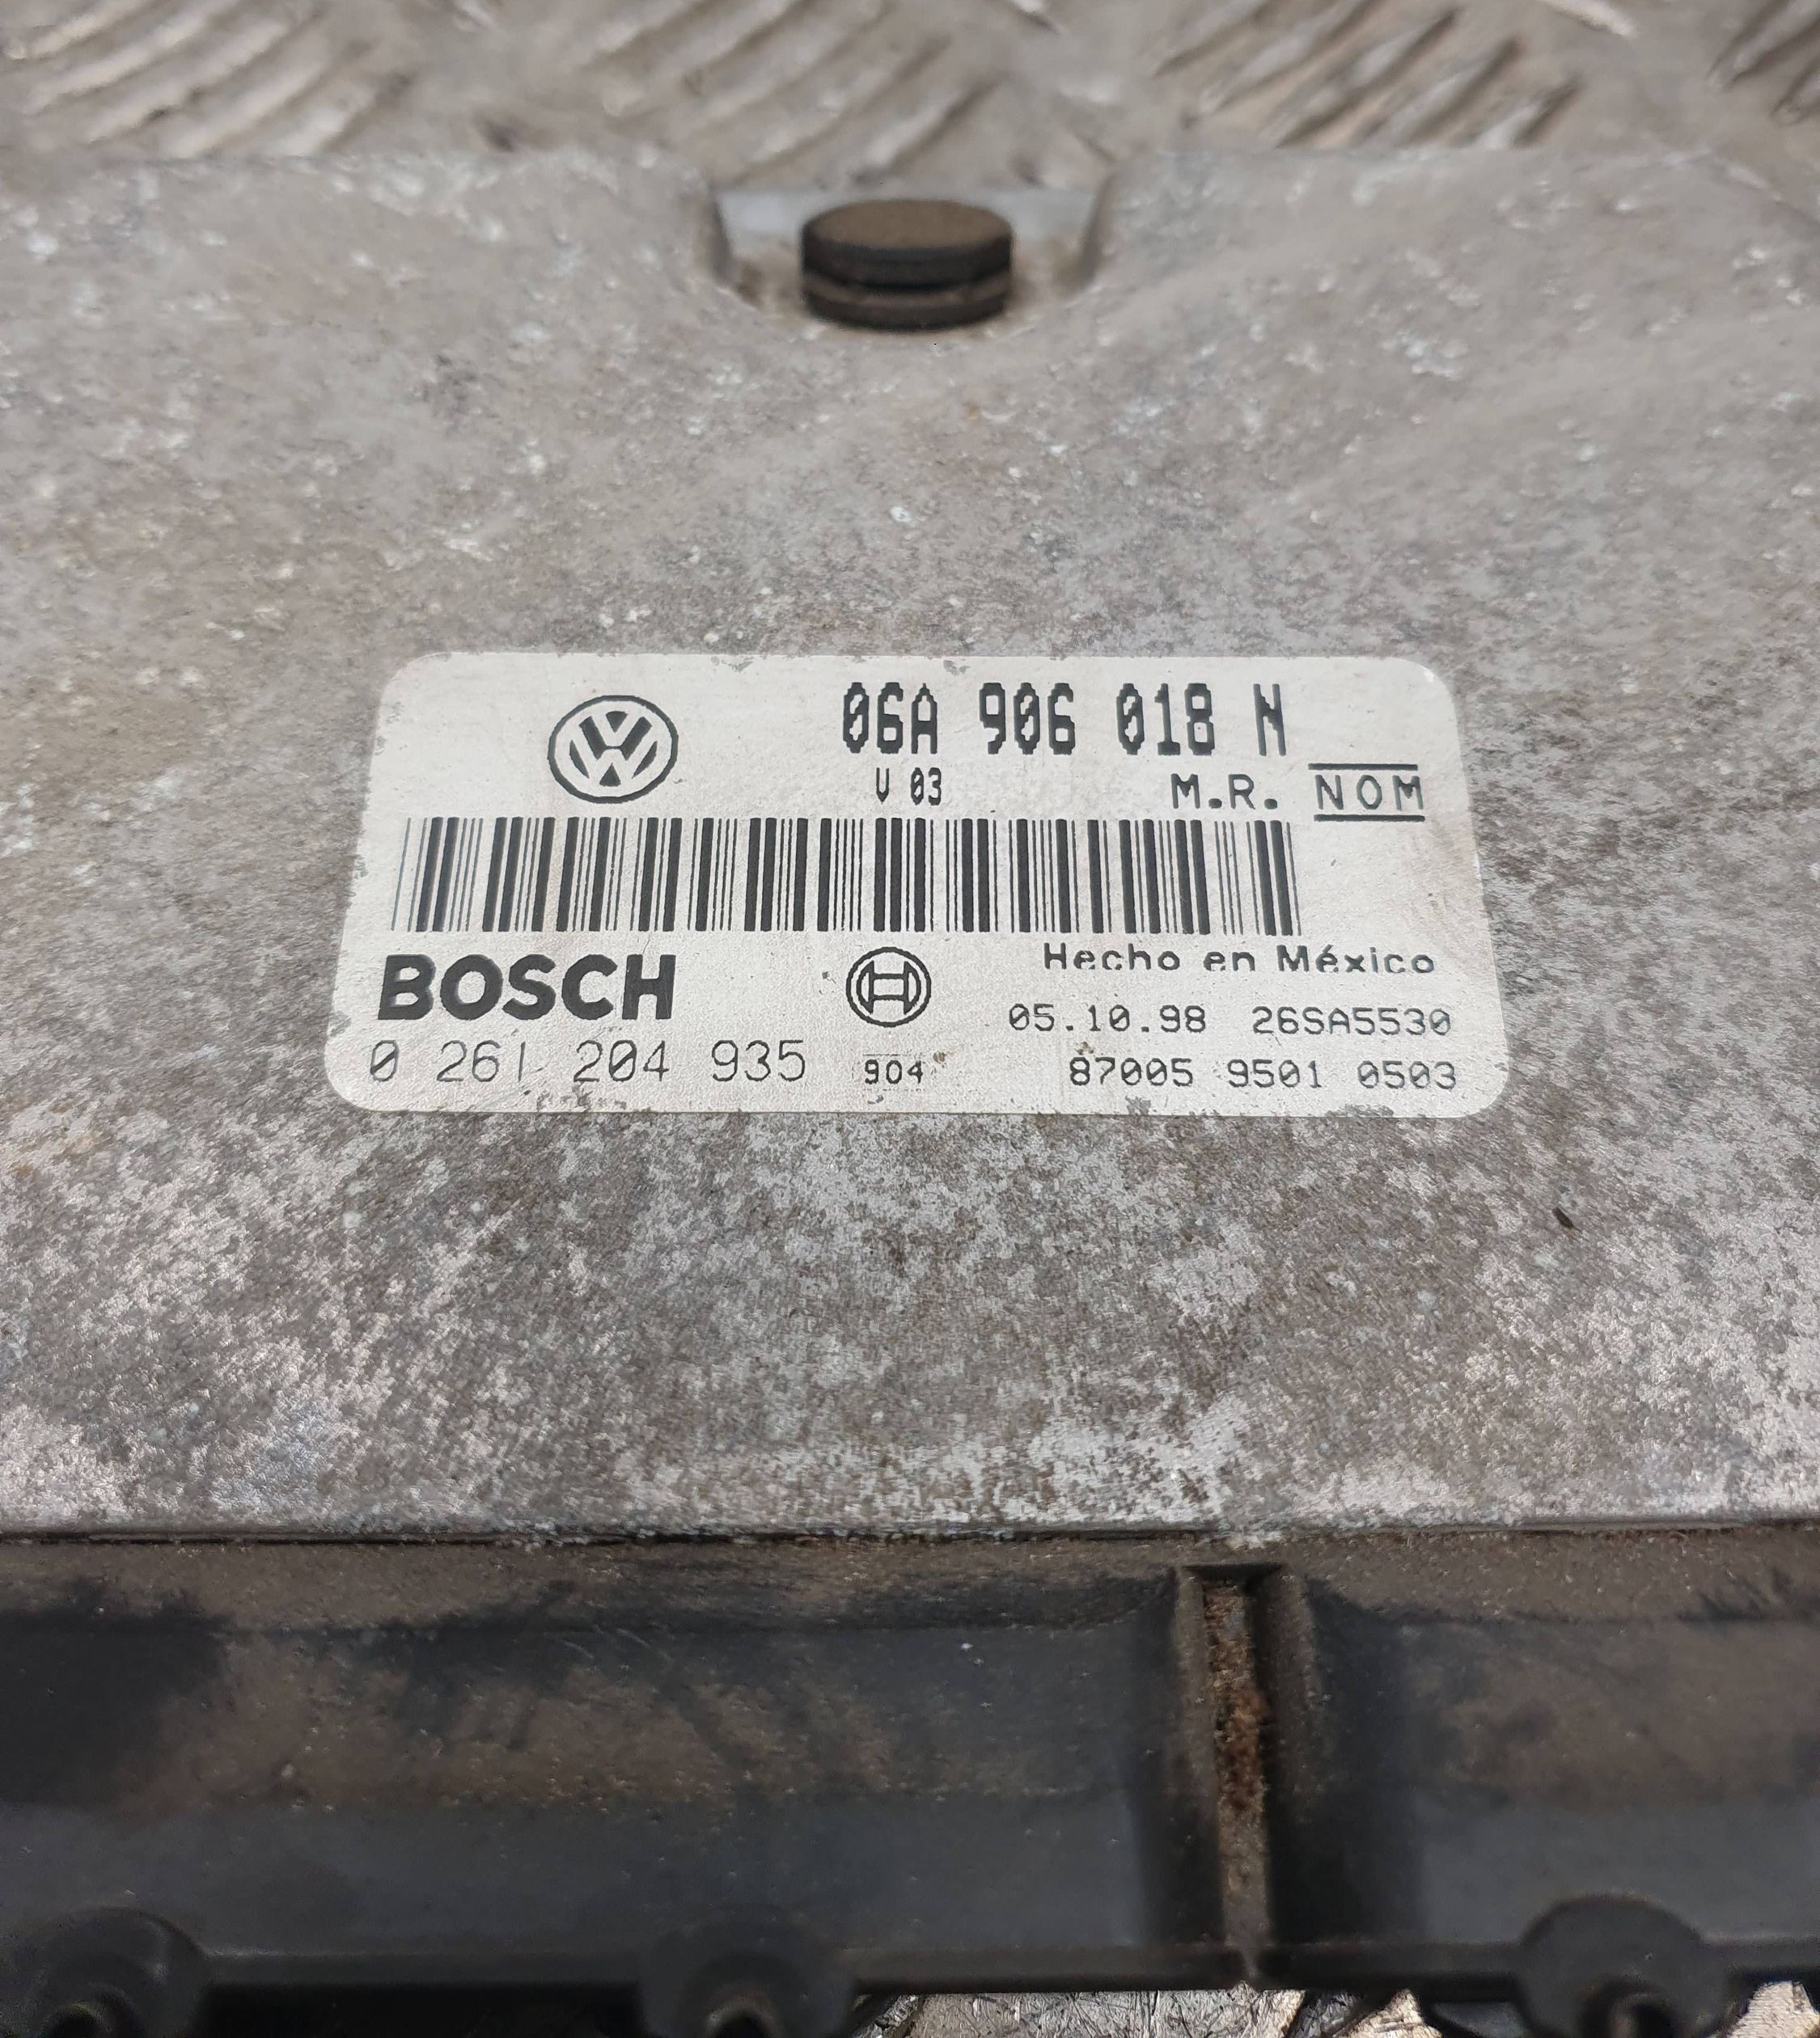 06A 906 018 N
V 03 M.R. NOM
BOSCH Hecho en México
05.10.98 26SA5530
0 261 204 935 904 87005 9501 0503